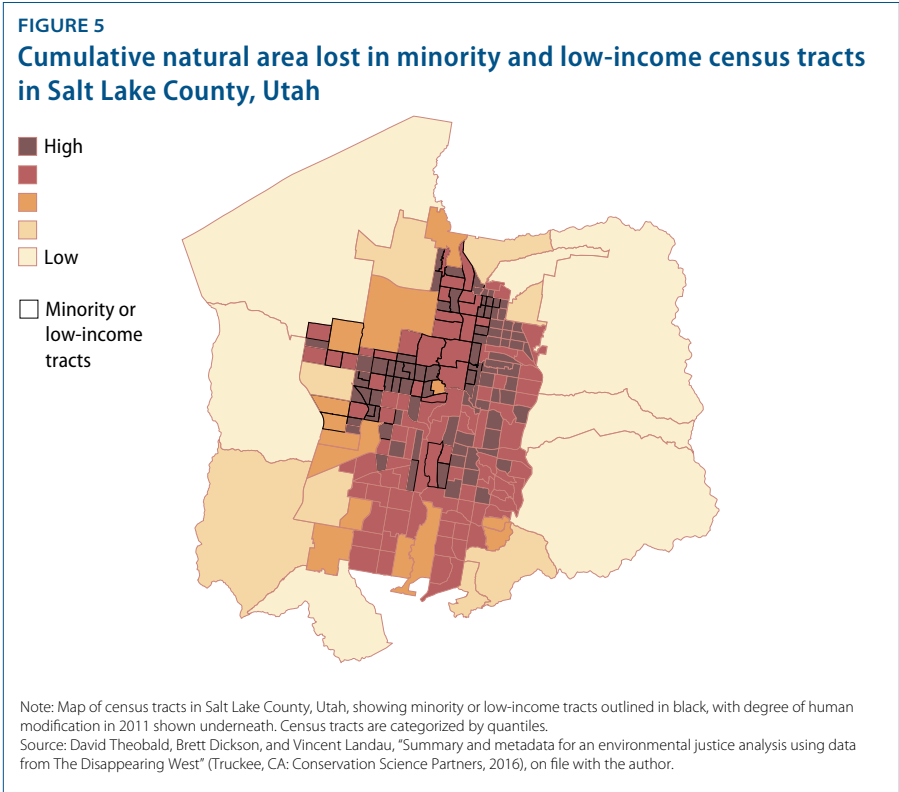 FIGURE 5
Cumulative natural area lost in minority and low-income census tracts
in Salt Lake County, Utah
High
Low
Minority or
low-income
tracts
Note: Map of census tracts in Salt Lake County, Utah, showing minority or low-income tracts outlined in black, with degree of human
modification in 2011 shown underneath. Census tracts are categorized by quantiles.
Source: David Theobald, Brett Dickson, and Vincent Landau, “Summary and metadata for an environmental justice analysis using data
from The Disappearing West” (Truckee, CA: Conservation Science Partners, 2016), on file with the author.